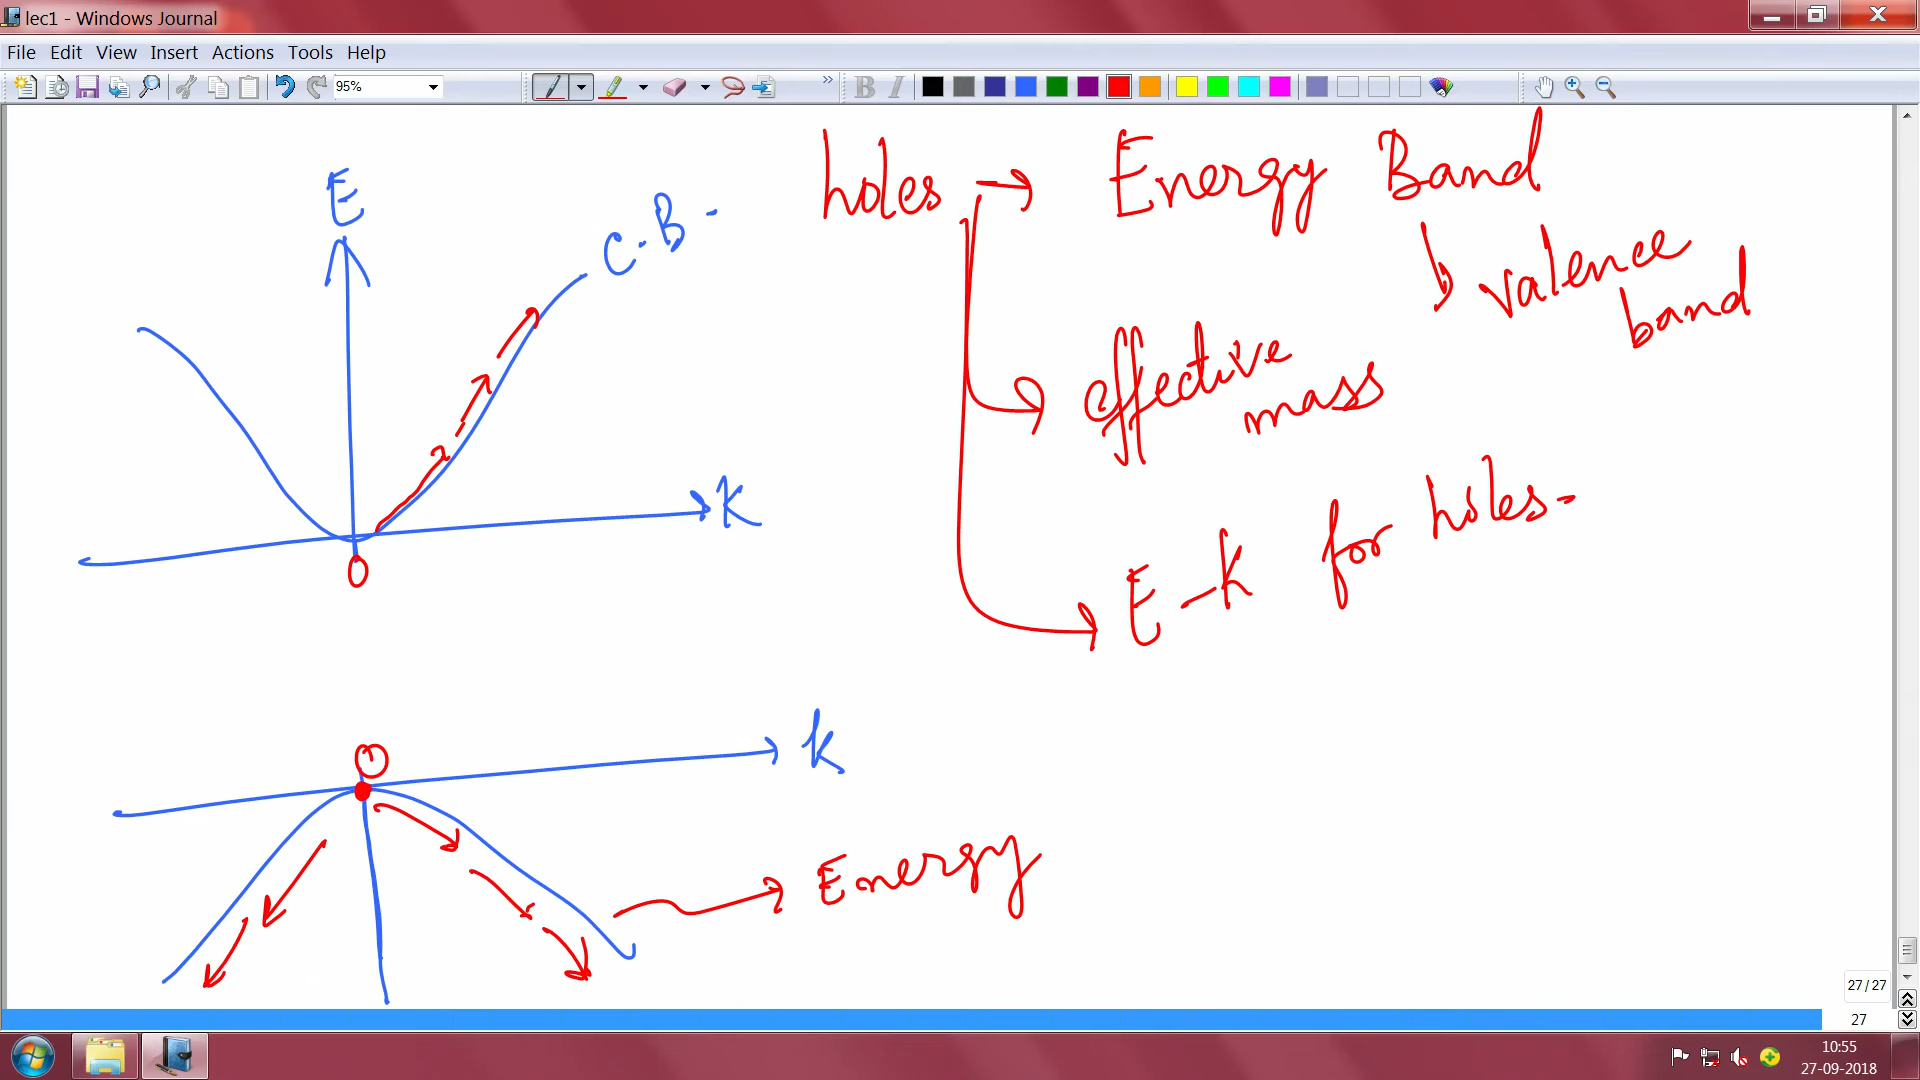 lec1 - Windows Journal
File Edit View Insert Actions Tools Help
95%
B I
E
C.B.
K
0
holes → Energy Band
valence
band
effective
mass
E-k for holes-
0
k
Energy
27/27
27
10:55
27-09-2018